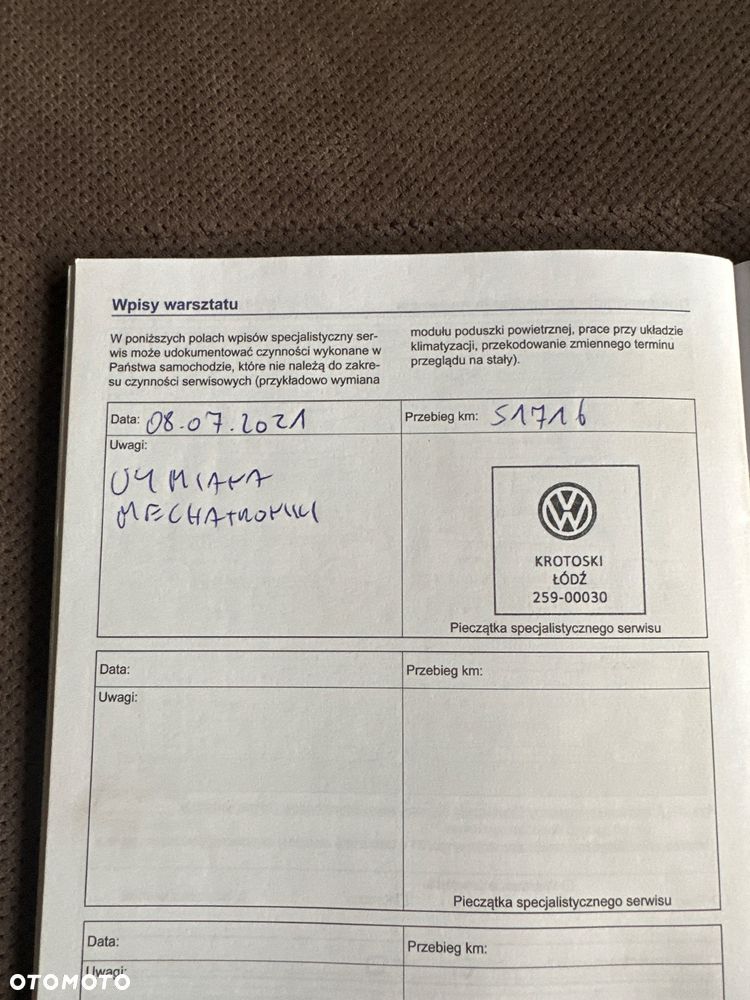 Wpisy warsztatu
W poniższych polach wpisów specjalistyczny ser-
wis może udokumentować czynności wykonane w
Państwa samochodzie, które nie należą do zakre-
su czynności serwisowych (przykładowo wymiana
modułu poduszki powietrznej, prace przy układzie
klimatyzacji, przekodowanie zmiennego terminu
przeglądu na stały).
Data: 08.07.2021
Przebieg km: 51716
Uwagi:
WYMIANA
MECHATRONIKI
KROTOSKI
ŁÓDŹ
259-00030
Pieczątka specjalistycznego serwisu
Data:
Przebieg km:
Uwagi:
Pieczątka specjalistycznego serwisu
Data:
Przebieg km:
Uwagi:
OTOMOTO